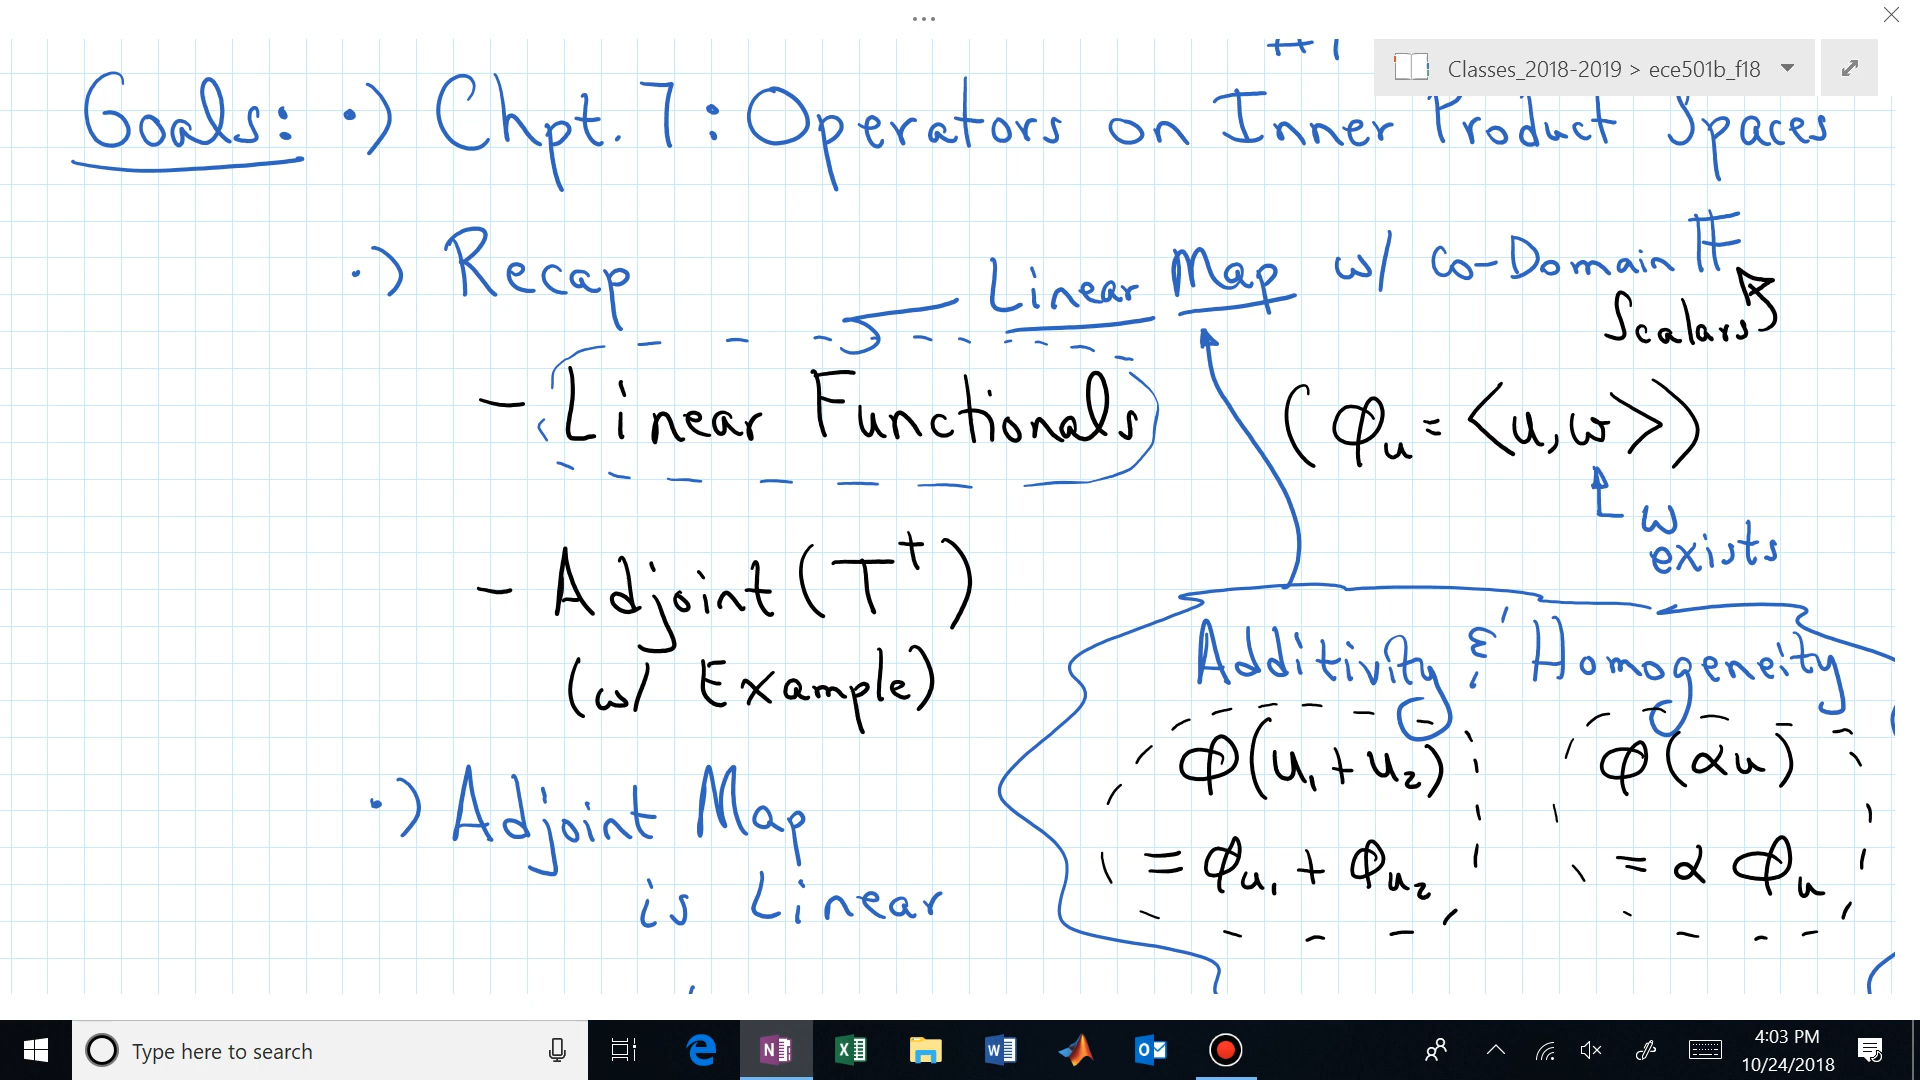 Classes_2018-2019 > ece501b_f18
Goals: •) Chpt. 7: Operators on Inner Product Spaces
•) Recap
Linear Map w/ Co-Domain 𝔽
Scalars
- Linear Functionals
(φ_u = <u,w>)
w
exists
- Adjoint (T†)
(w/ Example)
Additivity & Homogeneity
φ(u₁+u₂)
= φ_u₁ + φ_u₂
φ(αu)
= α φ_u
•) Adjoint Map
is Linear
Type here to search
4:03 PM
10/24/2018